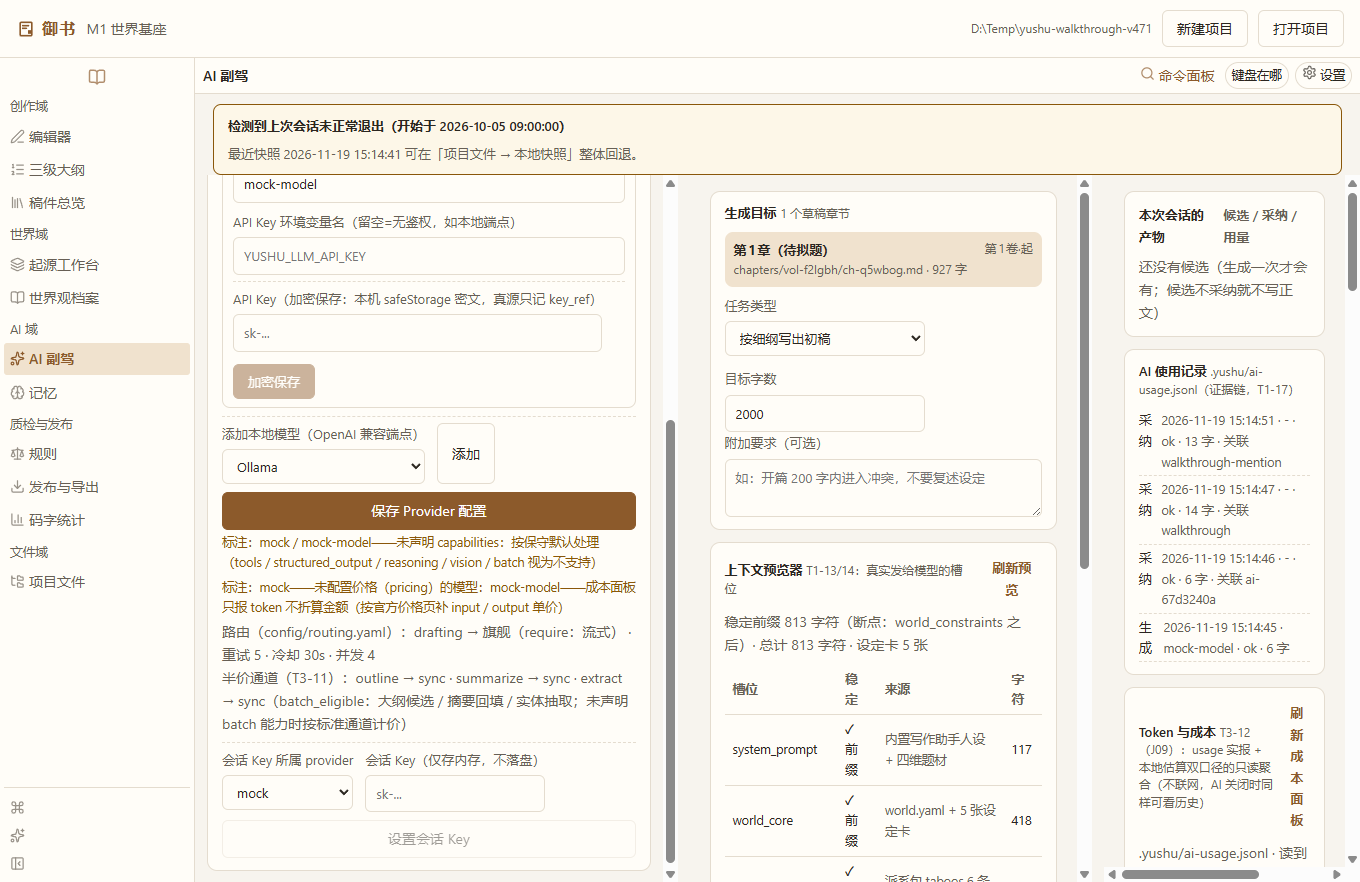 御书 M1 世界基座
D:\Temp\yushu-walkthrough-v471 新建项目 打开项目
创作域
编辑器
三级大纲
稿件总览
世界域
起源工作台
世界观档案
AI 域
AI 副驾
记忆
质检与发布
规则
发布与导出
码字统计
文件域
项目文件
AI 副驾
命令面板 键盘在哪 设置
检测到上次会话未正常退出（开始于 2026-10-05 09:00:00）
最近快照 2026-11-19 15:14:41 可在「项目文件 → 本地快照」整体回退。
mock-model
API Key 环境变量名（留空=无鉴权，如本地端点）
YUSHU_LLM_API_KEY
API Key（加密保存：本机 safeStorage 密文，真源只记 key_ref）
sk-...
加密保存
添加本地模型（OpenAI 兼容端点）
Ollama
添加
保存 Provider 配置
标注：mock / mock-model——未声明 capabilities：按保守默认处理
（tools / structured_output / reasoning / vision / batch 视为不支持）
标注：mock——未配置价格（pricing）的模型：mock-model——成本面板
只报 token 不折算金额（按官方价格页补 input / output 单价）
路由（config/routing.yaml）：drafting → 旗舰（require：流式） ·
重试 5 · 冷却 30s · 并发 4
半价通道（T3-11）：outline → sync · summarize → sync · extract
→ sync（batch_eligible：大纲候选 / 摘要回填 / 实体抽取；未声明
batch 能力时按标准通道计价）
会话 Key 所属 provider 会话 Key（仅存内存，不落盘）
mock sk-...
设置会话 Key
生成目标 1 个草稿章节
第 1 章（待拟题） 第 1 卷·起
chapters/vol-f2lgbh/ch-q5wbog.md · 927 字
任务类型
按细纲写出初稿
目标字数
2000
附加要求（可选）
如：开篇 200 字内进入冲突，不要复述设定
上下文预览器 T1-13/14：真实发给模型的槽
位
刷新预
览
稳定前缀 813 字符（断点：world_constraints 之
后）· 总计 813 字符 · 设定卡 5 张
槽位 稳定 来源 字符
system_prompt ✓ 前缀 内置写作助手人设 + 四维题材 117
world_core ✓ 前缀 world.yaml + 5 张设定卡 418
✓ 派系包 taboos 6 条
本次会话的
产物
候选 / 采纳 /
用量
还没有候选（生成一次才会
有；候选不采纳就不写正
文）
AI 使用记录 .yushu/ai-
usage.jsonl（证据链，T1-17）
采纳 2026-11-19 15:14:51 · - ·
ok · 13 字 · 关联
walkthrough-mention
采纳 2026-11-19 15:14:47 · - ·
ok · 14 字 · 关联
walkthrough
采纳 2026-11-19 15:14:46 · - ·
ok · 6 字 · 关联 ai-
67d3240a
生成 2026-11-19 15:14:45 ·
mock-model · ok · 6 字
Token 与成本 T3-12
（J09）：usage 实报 +
本地估算双口径的只读聚
合（不联网，AI 关闭时同
样可看历史）
刷新成本面板
.yushu/ai-usage.jsonl · 读到